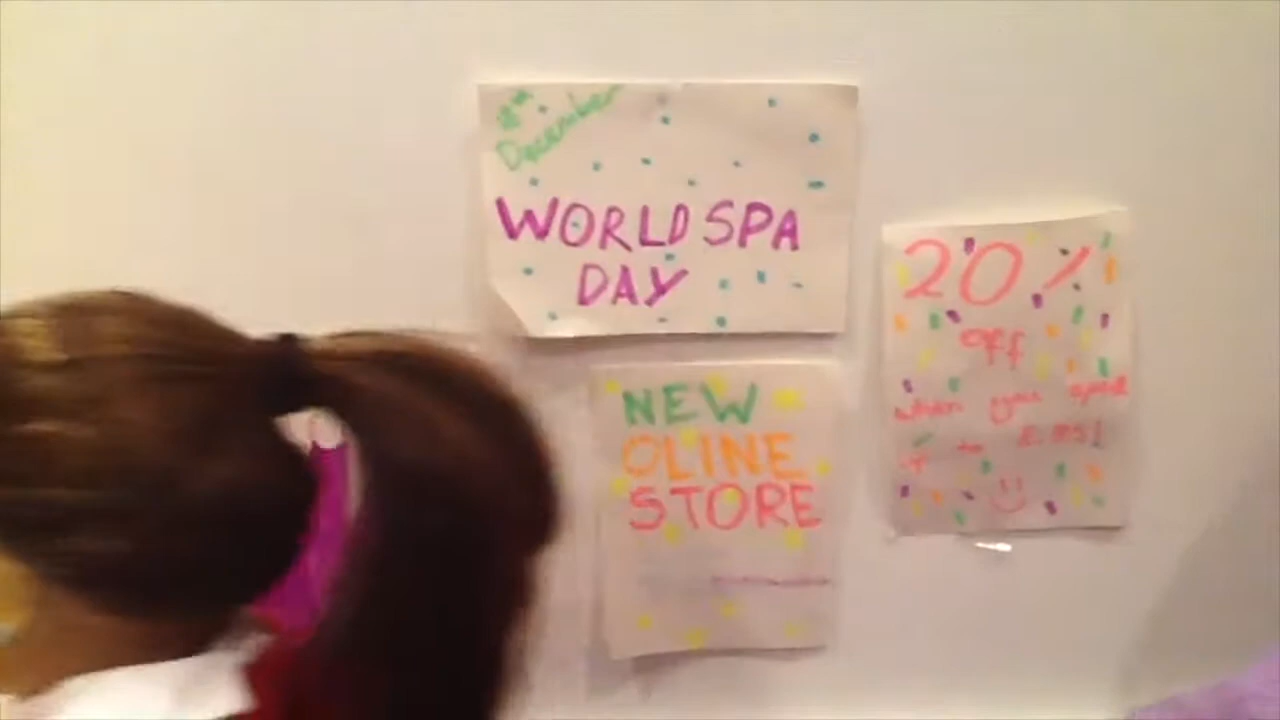 December
WORLD SPA
DAY
NEW
OLINE
STORE
20%
off
when you spend